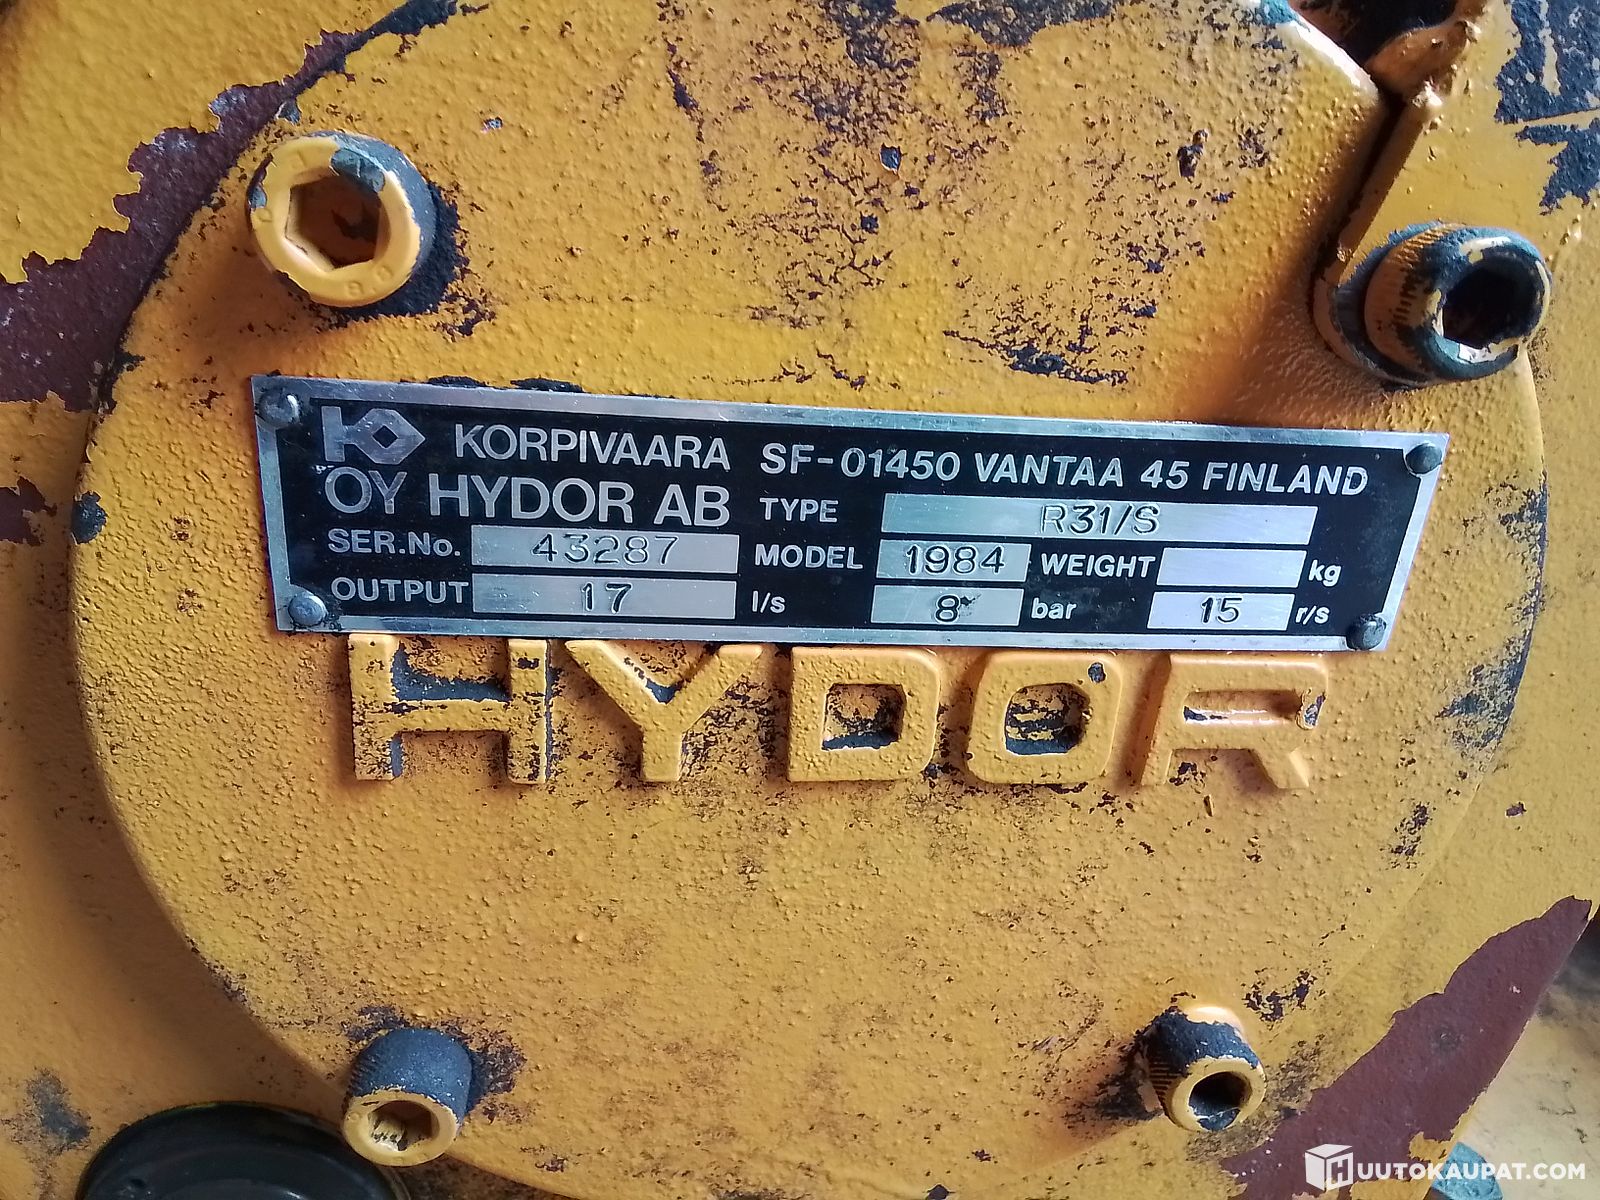 KORPIVAARA SF-01450 VANTAA 45 FINLAND
OY HYDOR AB TYPE R31/S
SER.No. 43287 MODEL 1984 WEIGHT kg
OUTPUT 17 l/s 8 bar 15 r/s
HYDOR
HUUTOKAUPAT.COM